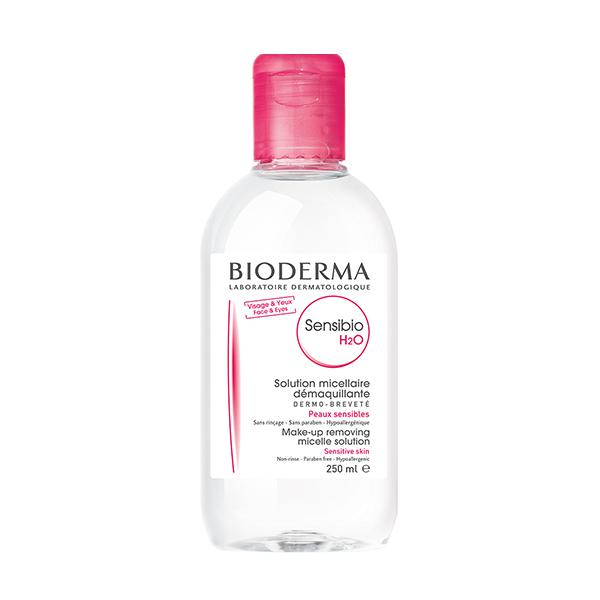 BIODERMA
LABORATOIRE DERMATOLOGIQUE
Visage & Yeux
Face & Eyes
Sensibio
H2O
Solution micellaire
démaquillante
DERMO-BREVETÉ
Peaux sensibles
Sans rinçage - Sans paraben - Hypoallergénique
Make-up removing
micelle solution
Sensitive skin
Non-rinse - Paraben free - Hypoallergenic
250 ml e